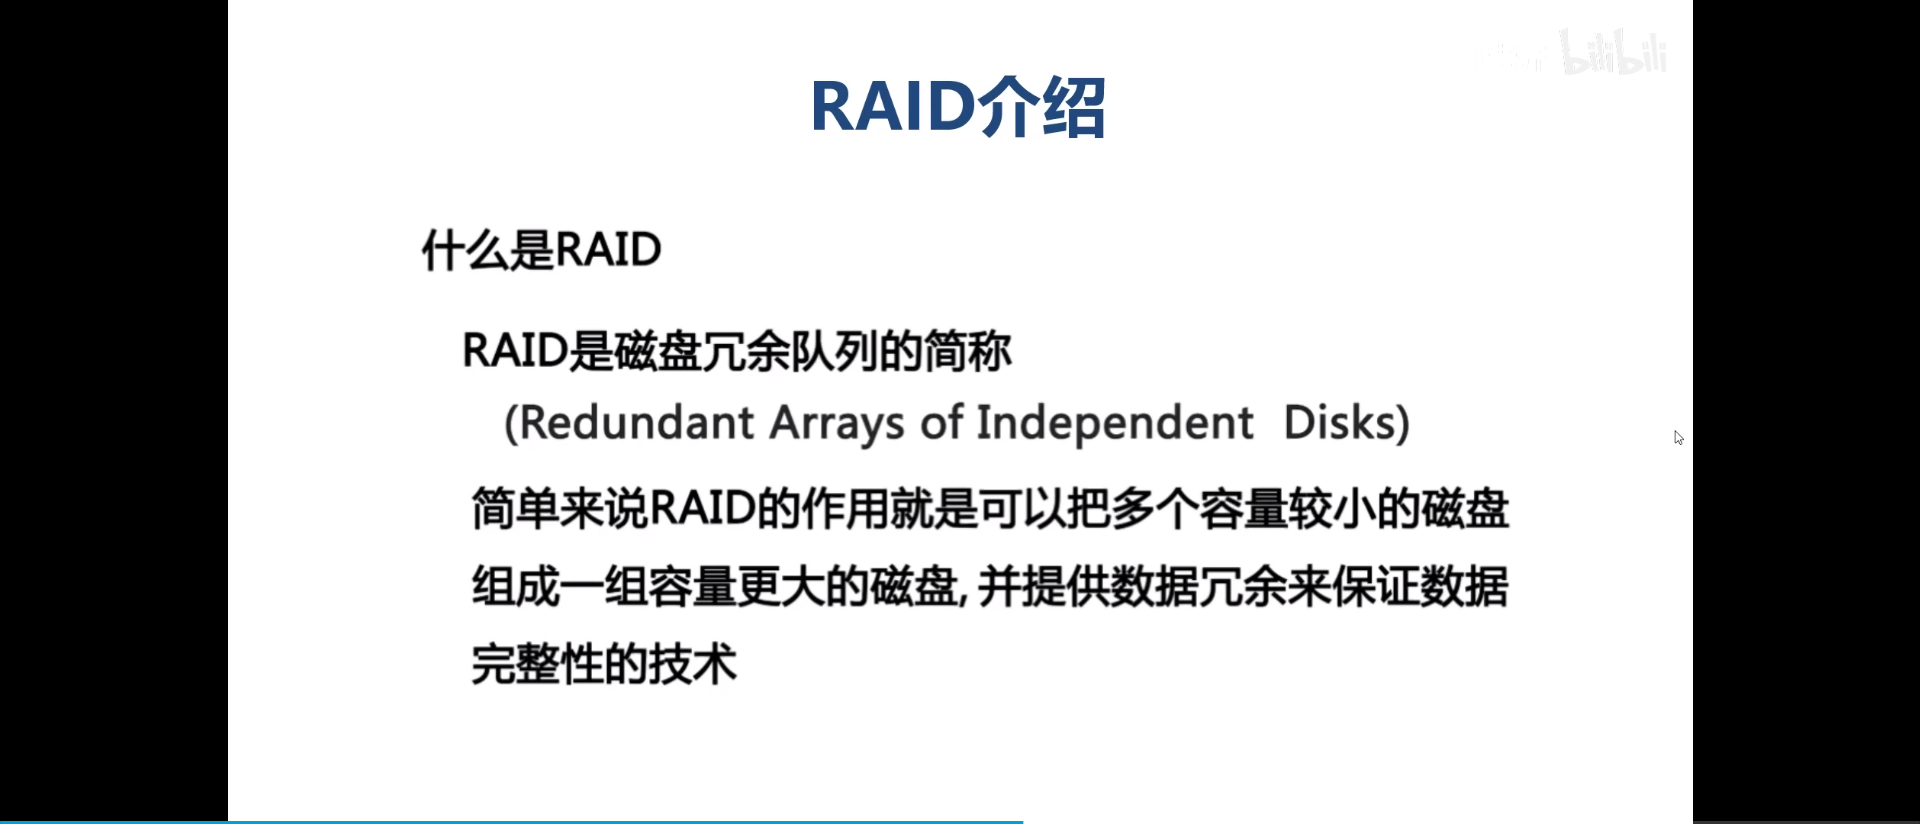 bilibili
RAID介绍
什么是RAID
RAID是磁盘冗余队列的简称
(Redundant Arrays of Independent Disks)
简单来说RAID的作用就是可以把多个容量较小的磁盘
组成一组容量更大的磁盘,并提供数据冗余来保证数据
完整性的技术